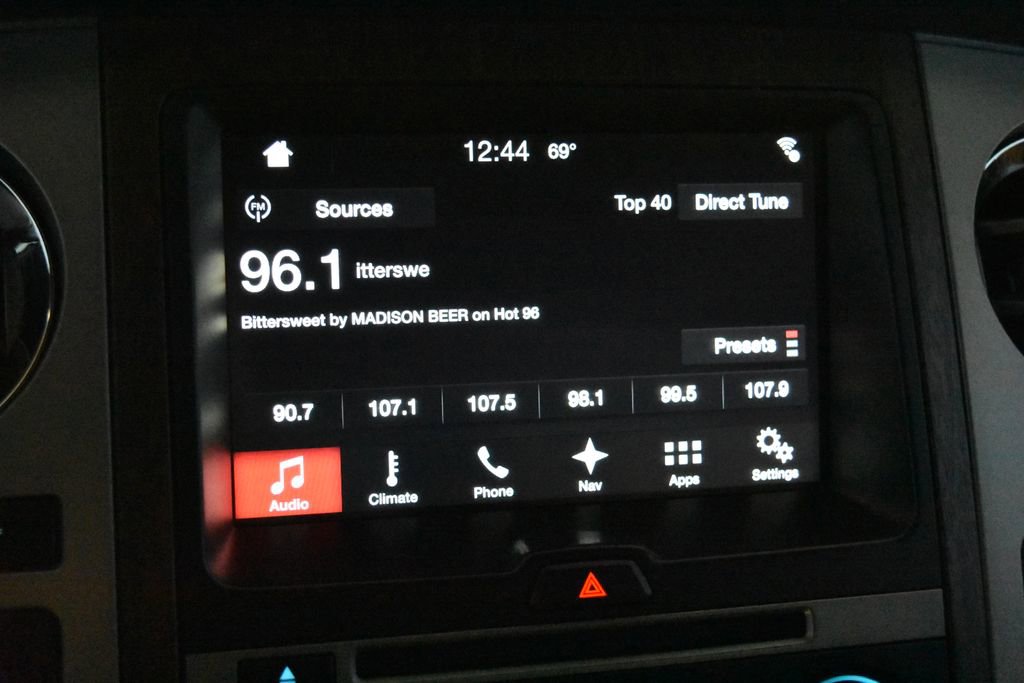 12:44 69°
FM Sources Top 40 Direct Tune
96.1 itterswe
Bittersweet by MADISON BEER on Hot 96
Presets
90.7 107.1 107.5 98.1 99.5 107.9
Audio Climate Phone Nav Apps Settings